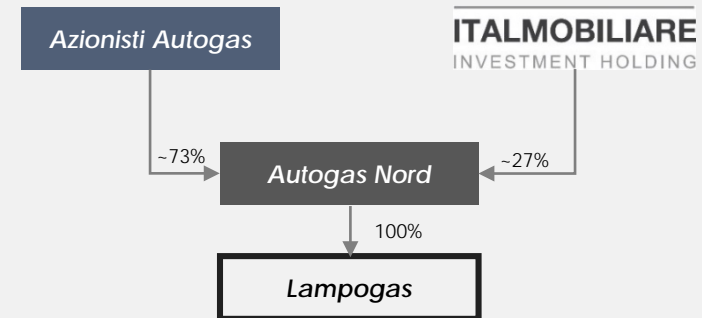 Azionisti Autogas
ITALMOBILIARE
INVESTMENT HOLDING
~73%
~27%
Autogas Nord
100%
Lampogas